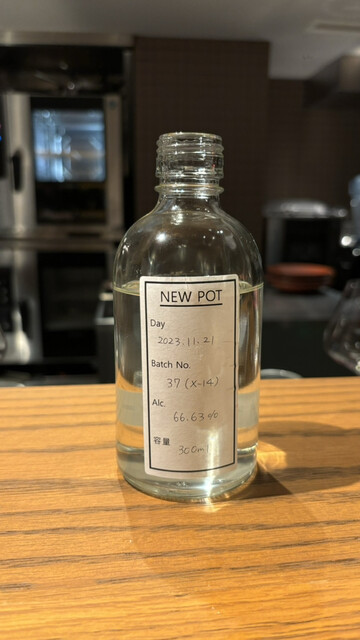 NEW POT
Day
2023.11.21
Batch No.
37 (X-14)
Alc.
66.63%
容量
300ml